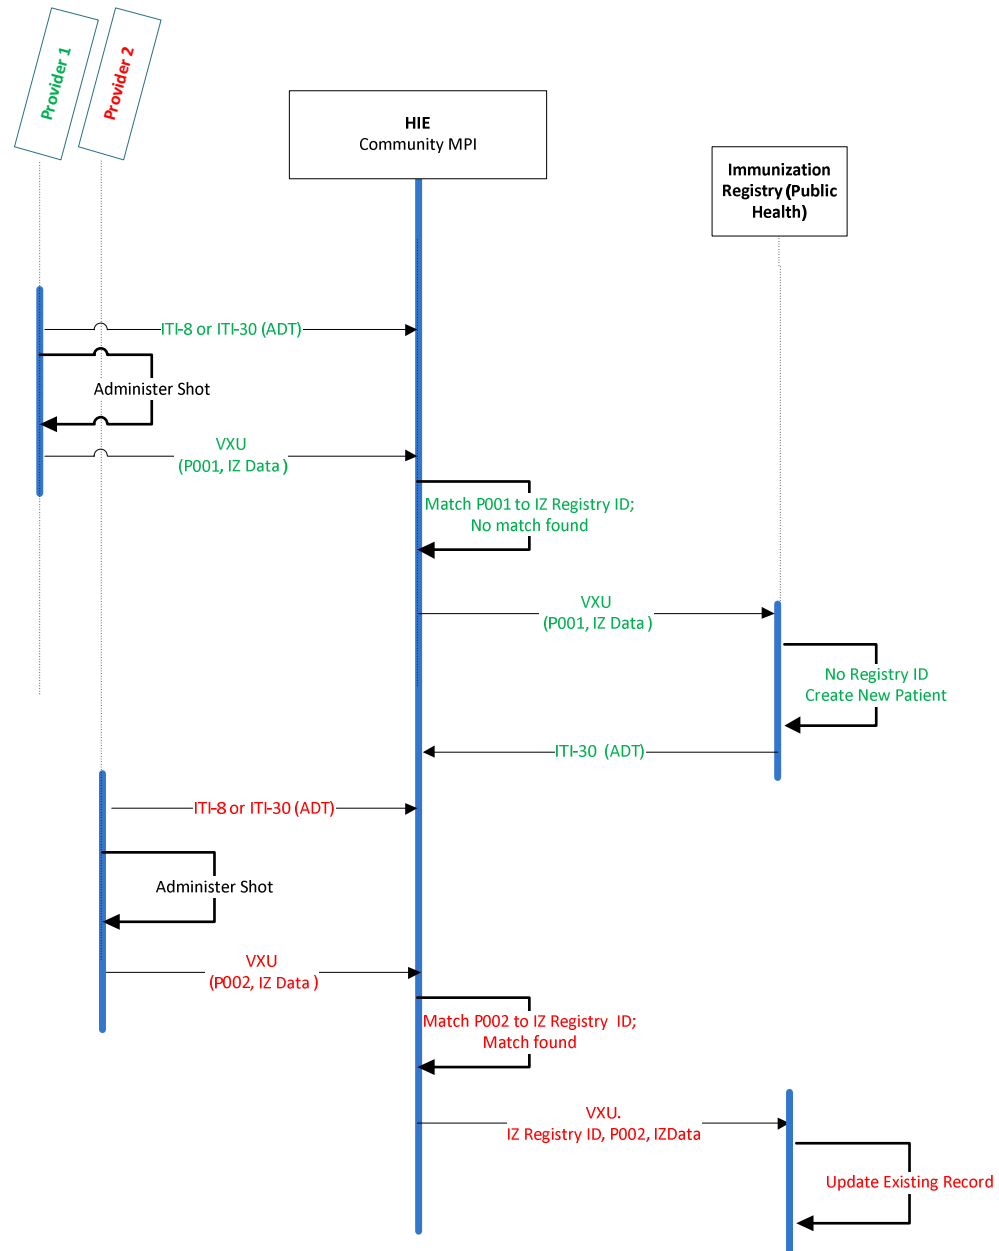 Provider 1
Provider 2
HIE
Community MPI
Immunization
Registry (Public
Health)
ITI-8 or ITI-30 (ADT)
Administer Shot
VXU
(P001, IZ Data )
Match P001 to IZ Registry ID;
No match found
VXU
(P001, IZ Data )
No Registry ID
Create New Patient
ITI-30 (ADT)
ITI-8 or ITI-30 (ADT)
Administer Shot
VXU
(P002, IZ Data )
Match P002 to IZ Registry ID;
Match found
VXU.
IZ Registry ID, P002, IZData
Update Existing Record